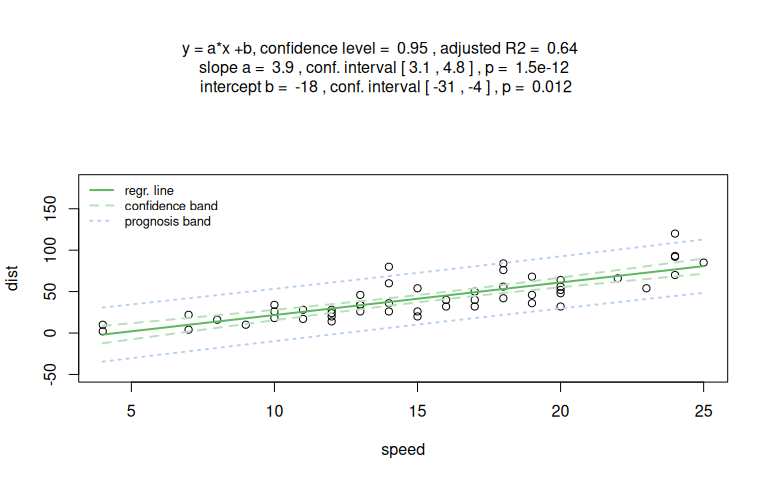 y = a*x +b, confidence level = 0.95 , adjusted R2 = 0.64
slope a = 3.9 , conf. interval [ 3.1 , 4.8 ] , p = 1.5e-12
intercept b = -18 , conf. interval [ -31 , -4 ] , p = 0.012
regr. line
confidence band
prognosis band
dist
150
100
50
0
-50
5 10 15 20 25
speed